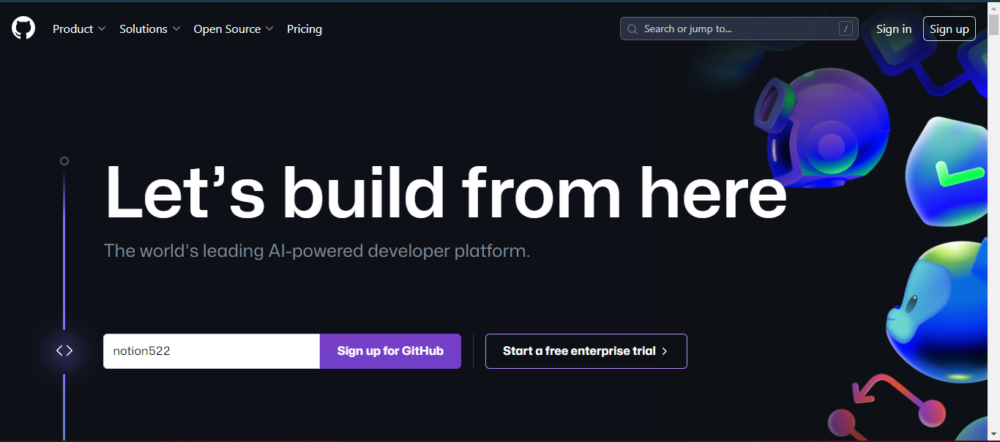 Product Solutions Open Source Pricing Search or jump to... / Sign in Sign up
Let’s build from here
The world’s leading AI-powered developer platform.
notion522 Sign up for GitHub Start a free enterprise trial